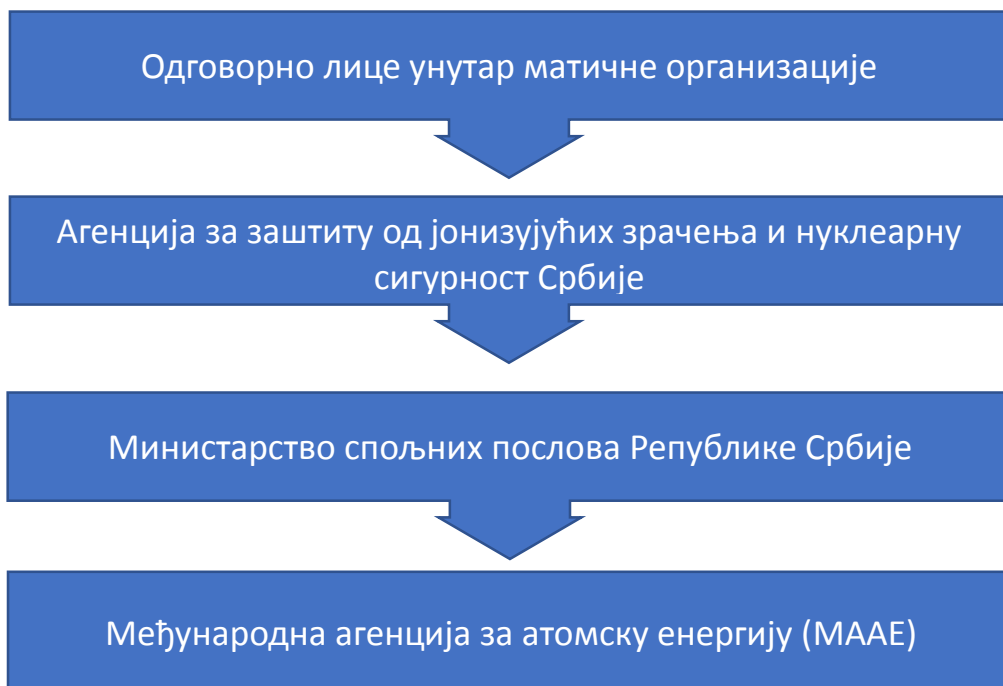 Одговорно лице унутар матичне организације
Агенција за заштиту од јонизујућих зрачења и нуклеарну
сигурност Србије
Министарство спољних послова Републике Србије
Међународна агенција за атомску енергију (МААЕ)